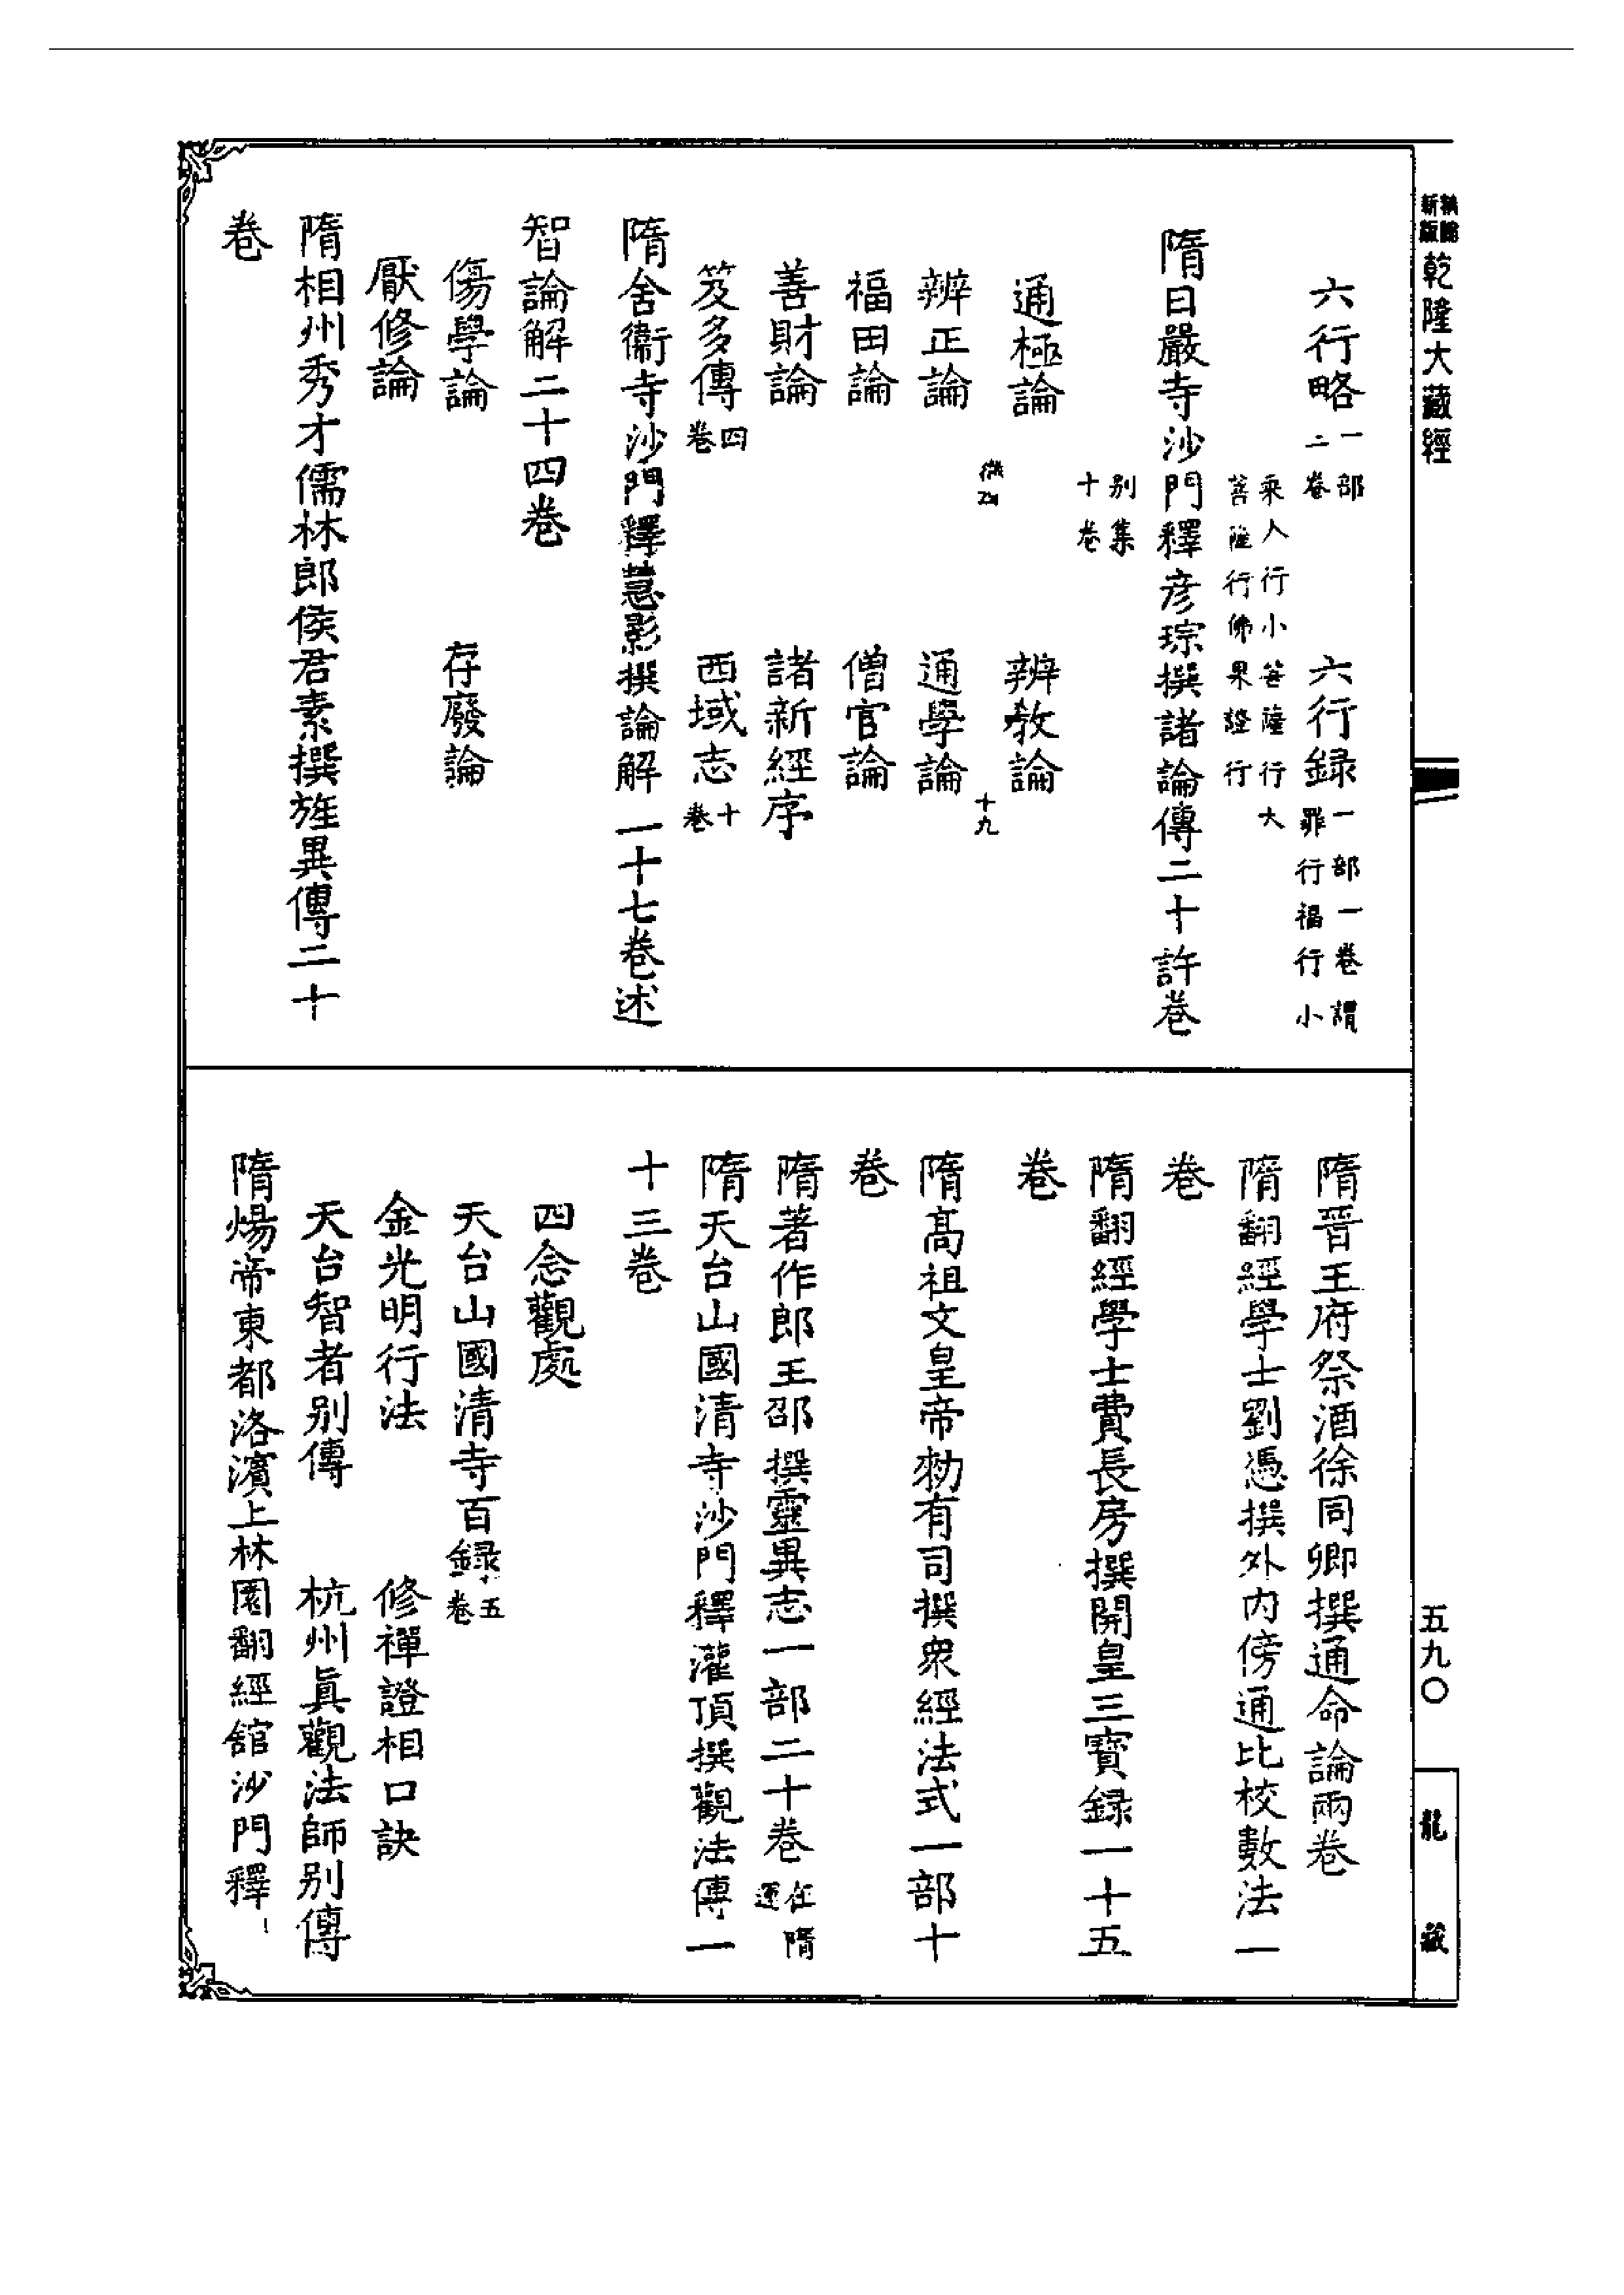 新版
乾隆大藏經
六行略一部二卷　六行録一部一卷謂罪行福行小
乘人行小菩薩行大菩薩行佛果證行
隋日嚴寺沙門釋彦琮撰諸論傳二十許卷
别集十卷
通極論　辨教論
十九
辨正論　通學論
福田論　僧官論
善財論　諸新經序
笈多傳四卷　西域志十卷
隋舍衞寺沙門釋慧影撰論解一十七卷述
智論解二十四卷
傷學論　存廢論
厭修論
隋相州秀才儒林郎侯君素撰旌異傳二十
卷
隋晋王府祭酒徐同卿撰通命論兩卷
隋翻經學士劉憑撰外内傍通比校數法一
卷
隋翻經學士費長房撰開皇三寶録一十五
卷
隋高祖文皇帝勑有司撰衆經法式一部十
卷
隋著作郎王邵撰靈異志一部二十卷在隋運
隋天台山國清寺沙門釋灌頂撰觀法傳一
十三卷
四念觀處
天台山國清寺百録五卷
金光明行法　修禪證相口訣
天台智者别傳　杭州眞觀法師别傳
隋煬帝東都洛濱上林園翻經館沙門釋
五九〇
龍藏